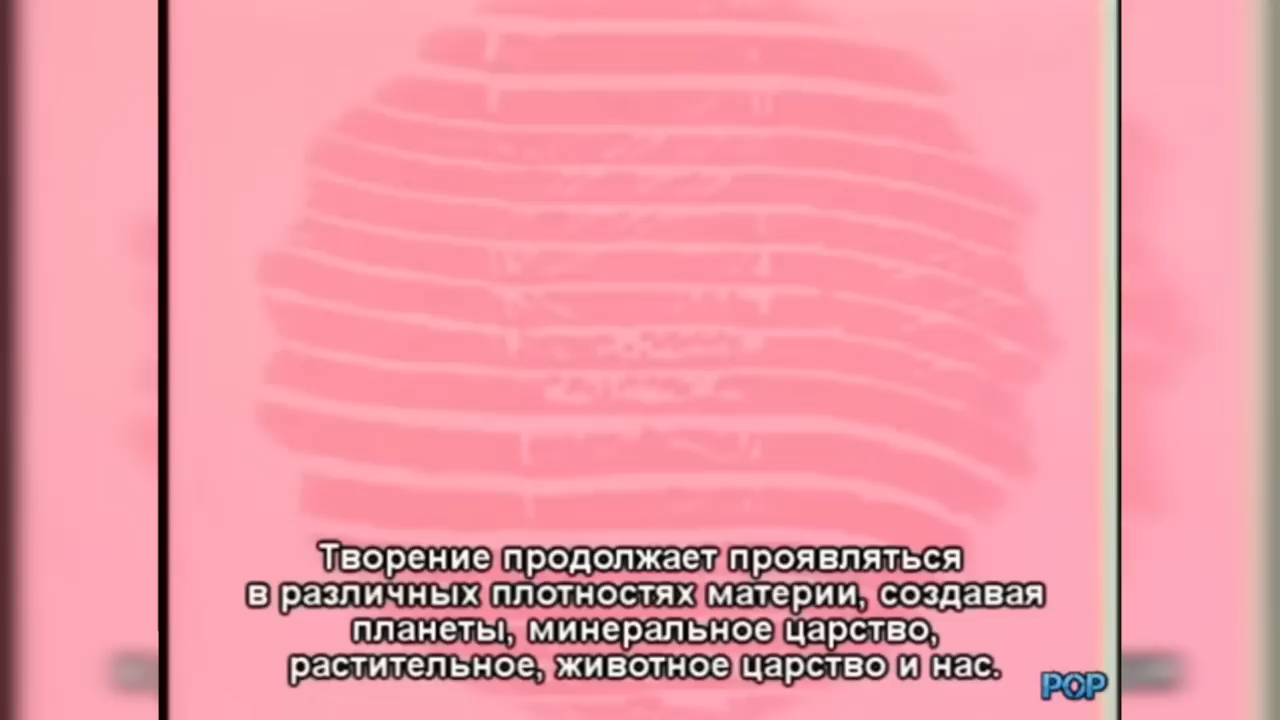 Творение продолжает проявляться
в различных плотностях материи, создавая
планеты, минеральное царство,
растительное, животное царство и нас.
POP